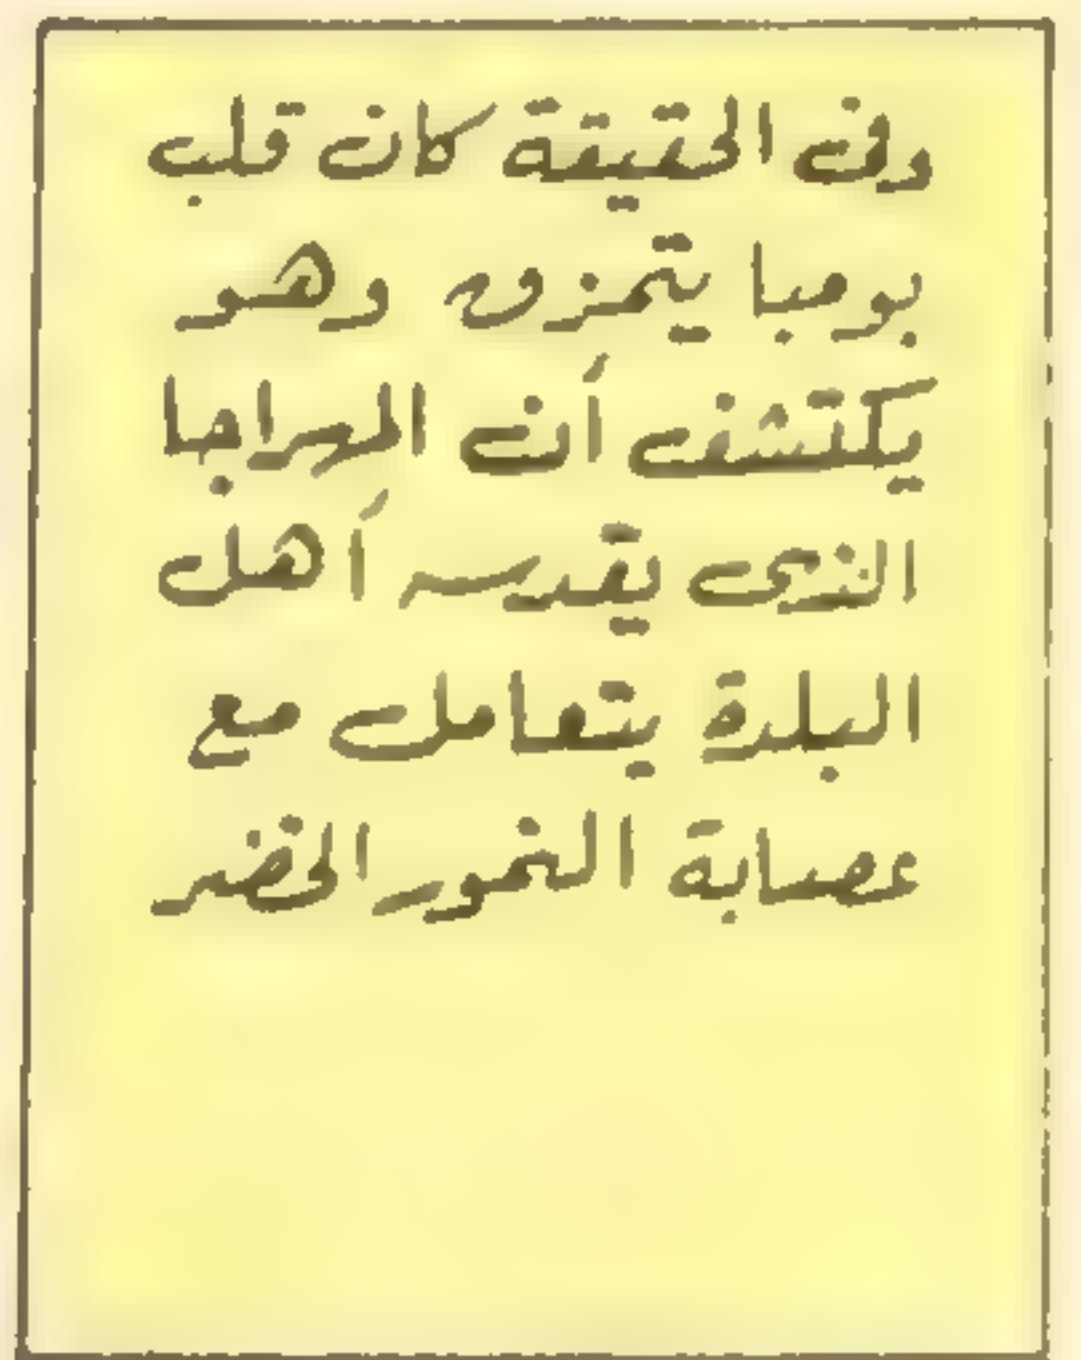 وفى الحقيقة كان قلب
بومبا يتمزق وهو
يكتشف أن المهراجا
الذى يقدسه أهل
البلدة يتعامل مع
عصابة النمور الخضر